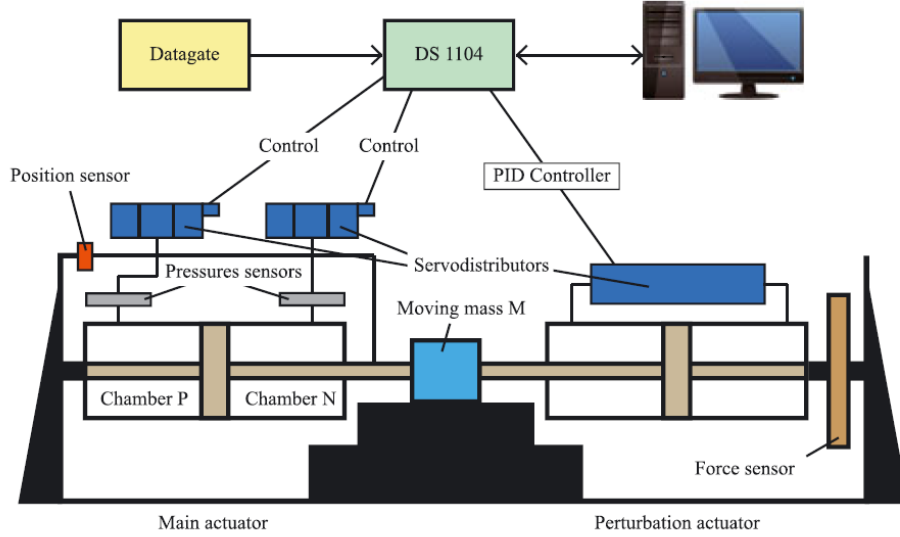 Datagate
DS 1104
Control
Control
Position sensor
PID Controller
Pressures sensors
Servodistributors
Moving mass M
Chamber P
Chamber N
Force sensor
Main actuator
Perturbation actuator